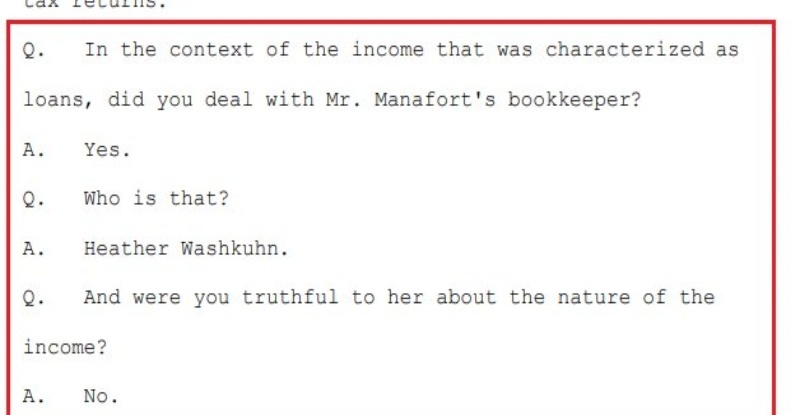 tax returns.
Q. In the context of the income that was characterized as
loans, did you deal with Mr. Manafort's bookkeeper?
A. Yes.
Q. Who is that?
A. Heather Washkuhn.
Q. And were you truthful to her about the nature of the
income?
A. No.